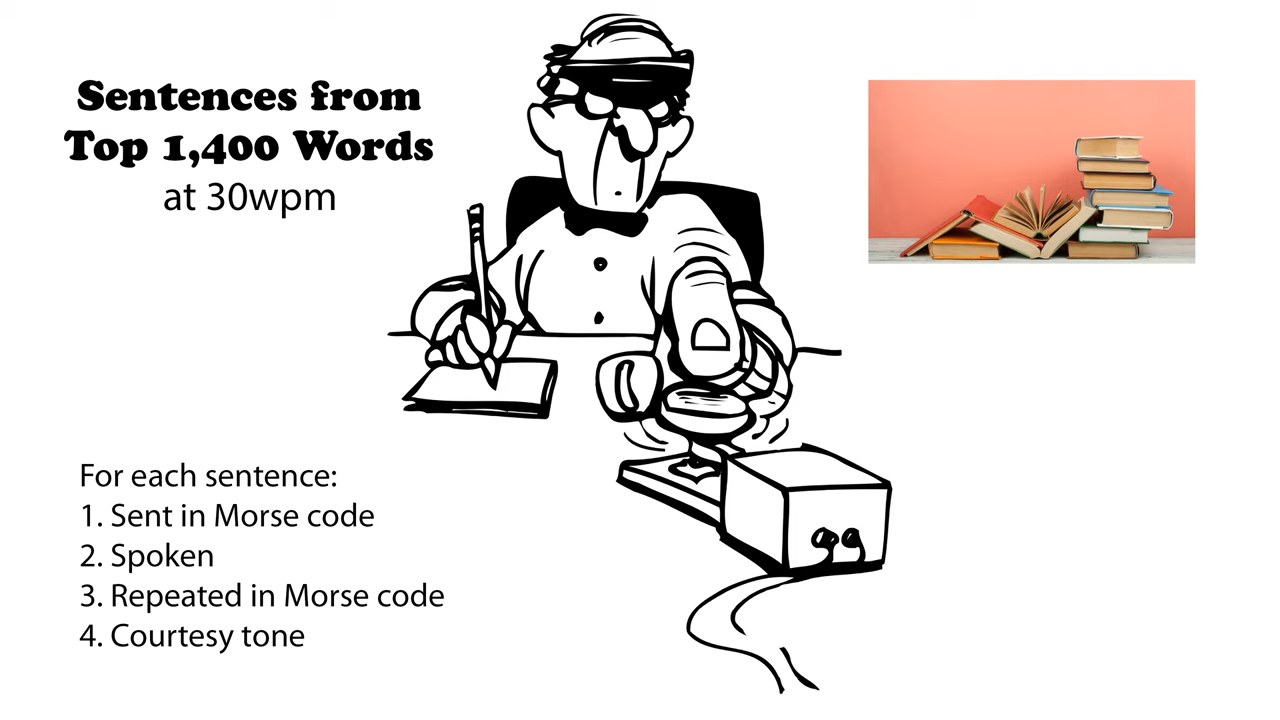 Sentences from
Top 1,400 Words
at 30wpm
For each sentence:
1. Sent in Morse code
2. Spoken
3. Repeated in Morse code
4. Courtesy tone